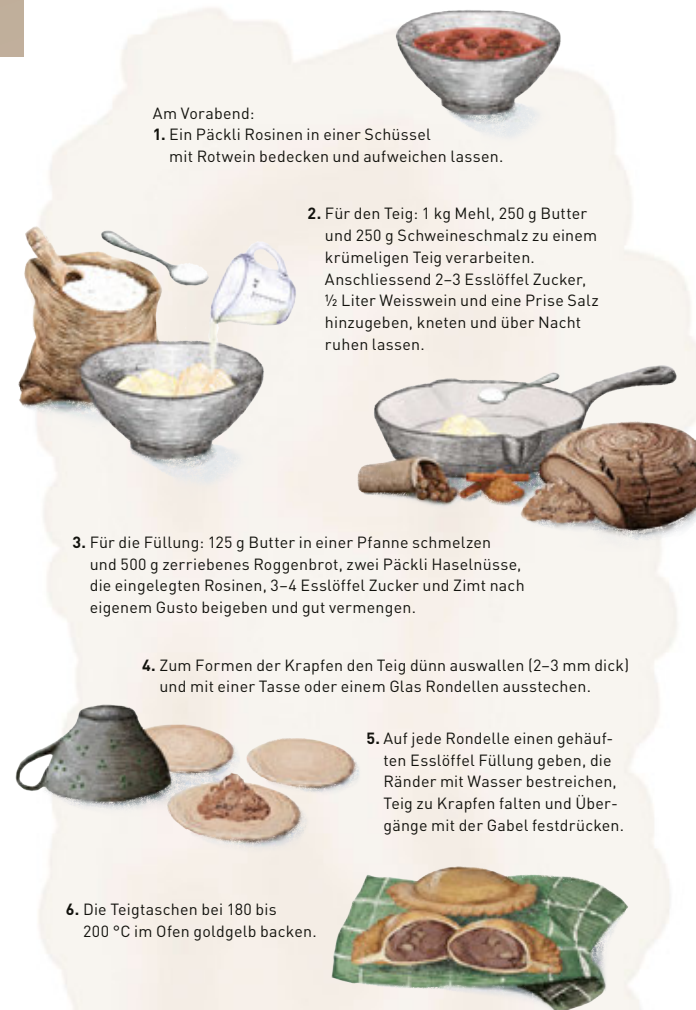 Am Vorabend:
1. Ein Päckli Rosinen in einer Schüssel
mit Rotwein bedecken und aufweichen lassen.
2. Für den Teig: 1 kg Mehl, 250 g Butter
und 250 g Schweineschmalz zu einem
krümeligen Teig verarbeiten.
Anschliessend 2–3 Esslöffel Zucker,
½ Liter Weisswein und eine Prise Salz
hinzugeben, kneten und über Nacht
ruhen lassen.
3. Für die Füllung: 125 g Butter in einer Pfanne schmelzen
und 500 g zerriebenes Roggenbrot, zwei Päckli Haselnüsse,
die eingelegten Rosinen, 3–4 Esslöffel Zucker und Zimt nach
eigenem Gusto beigeben und gut vermengen.
4. Zum Formen der Krapfen den Teig dünn auswallen (2–3 mm dick)
und mit einer Tasse oder einem Glas Rondellen ausstechen.
5. Auf jede Rondelle einen gehäuf-
ten Esslöffel Füllung geben, die
Ränder mit Wasser bestreichen,
Teig zu Krapfen falten und Über-
gänge mit der Gabel festdrücken.
6. Die Teigtaschen bei 180 bis
200 °C im Ofen goldgelb backen.